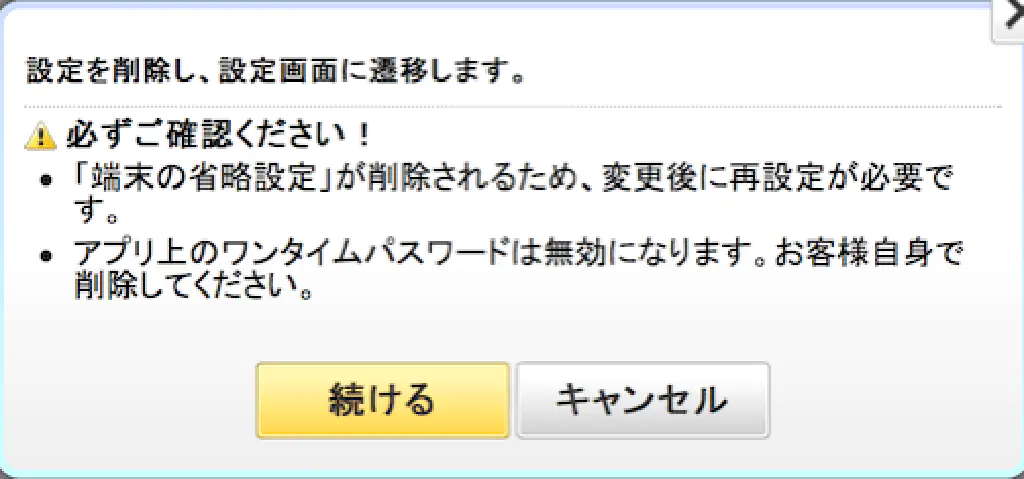 設定を削除し、設定画面に遷移します。
必ずご確認ください！
• 「端末の省略設定」が削除されるため、変更後に再設定が必要で
す。
• アプリ上のワンタイムパスワードは無効になります。お客様自身で
削除してください。
続ける
キャンセル